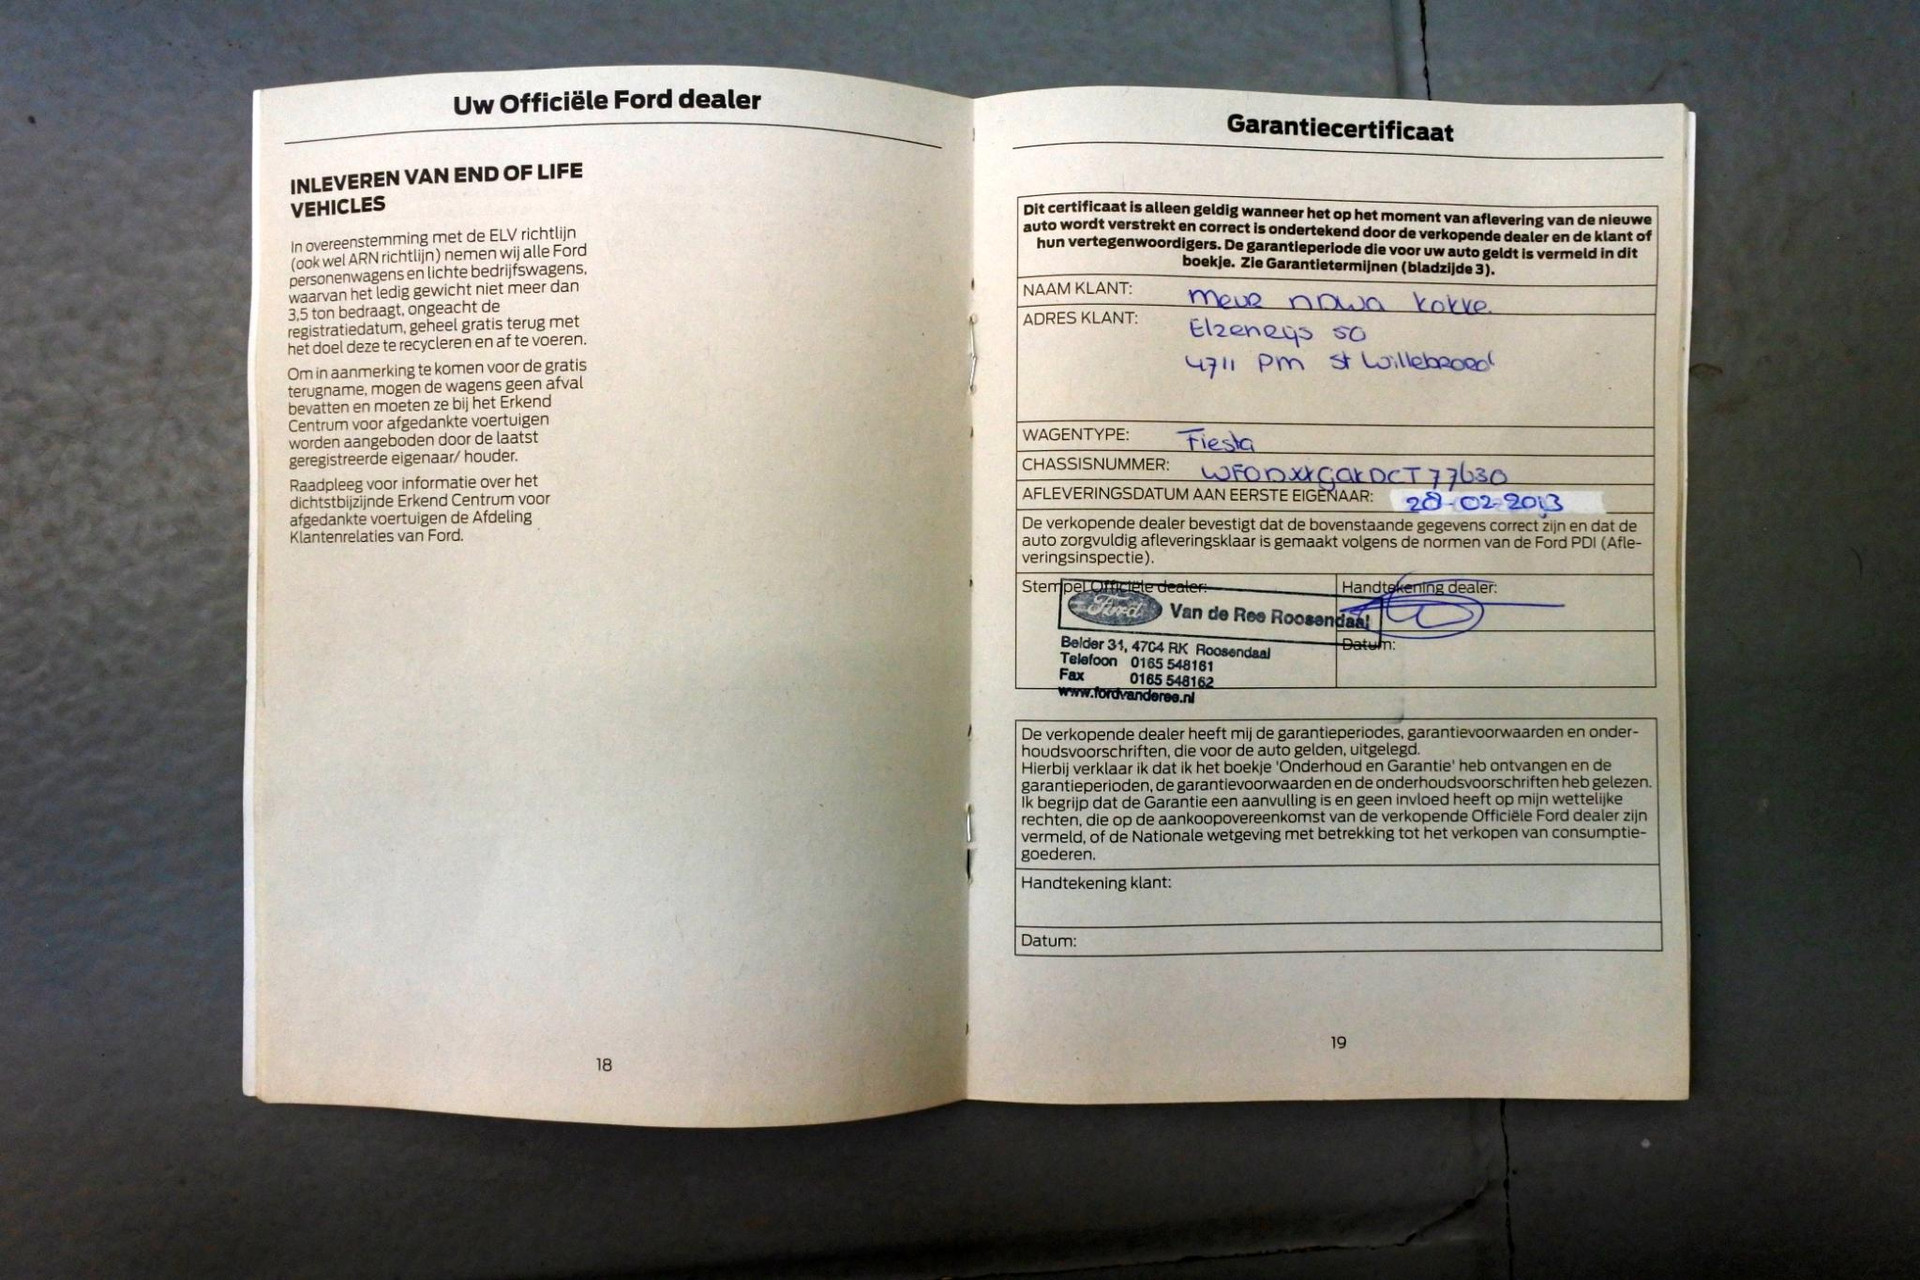 Uw Officiële Ford dealer
INLEVEREN VAN END OF LIFE
VEHICLES
In overeenstemming met de ELV richtlijn
(ook wel ARN richtlijn) nemen wij alle Ford
personenwagens en lichte bedrijfswagens,
waarvan het ledig gewicht niet meer dan
3,5 ton bedraagt, ongeacht de
registratiedatum, geheel gratis terug met
het doel deze te recycleren en af te voeren.
Om in aanmerking te komen voor de gratis
terugname, mogen de wagens geen afval
bevatten en moeten ze bij het Erkend
Centrum voor afgedankte voertuigen
worden aangeboden door de laatst
geregistreerde eigenaar/ houder.
Raadpleeg voor informatie over het
dichtstbijzijnde Erkend Centrum voor
afgedankte voertuigen de Afdeling
Klantenrelaties van Ford.
18
Garantiecertificaat
Dit certificaat is alleen geldig wanneer het op het moment van aflevering van de nieuwe
auto wordt verstrekt en correct is ondertekend door de verkopende dealer en de klant of
hun vertegenwoordigers. De garantieperiode die voor uw auto geldt is vermeld in dit
boekje. Zie Garantietermijnen (bladzijde 3).
NAAM KLANT: Kokke
ADRES KLANT: 50
4711 PM St Willebroed
WAGENTYPE: Fiesta
CHASSISNUMMER:
AFLEVERINGSDATUM AAN EERSTE EIGENAAR: 28-02-2013
De verkopende dealer bevestigt dat de bovenstaande gegevens correct zijn en dat de
auto zorgvuldig afleveringsklaar is gemaakt volgens de normen van de Ford PDI (Afle-
veringsinspectie).
Stempel Officiële dealer:
Handtekening dealer:
Ford Van de Ree Roosendaal
Datum:
Belder 31, 4704 RK Roosendaal
Telefoon 0165 548161
Fax 0165 548162
www.fordvanderee.nl
De verkopende dealer heeft mij de garantieperiodes, garantievoorwaarden en onder-
houdsvoorschriften, die voor de auto gelden, uitgelegd.
Hierbij verklaar ik dat ik het boekje 'Onderhoud en Garantie' heb ontvangen en de
garantieperioden, de garantievoorwaarden en de onderhoudsvoorschriften heb gelezen.
Ik begrijp dat de Garantie een aanvulling is en geen invloed heeft op mijn wettelijke
rechten, die op de aankoopovereenkomst van de verkopende Officiële Ford dealer zijn
vermeld, of de Nationale wetgeving met betrekking tot het verkopen van consumptie-
goederen.
Handtekening klant:
Datum:
19